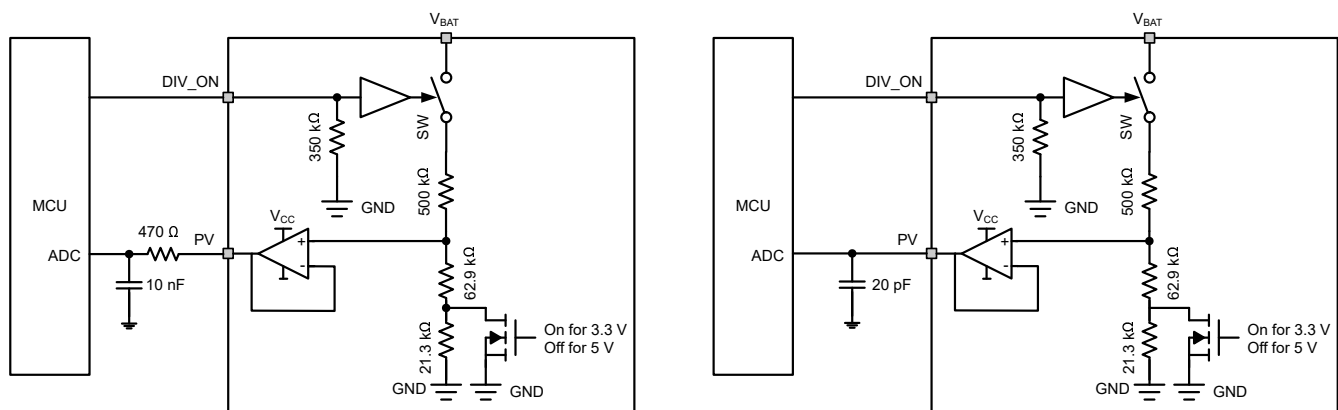 VBAT
DIV_ON
SW
350 kΩ
GND
500 kΩ
MCU
VCC
470 Ω
PV
ADC
+
-
10 nF
62.9 kΩ
21.3 kΩ
On for 3.3 V
Off for 5 V
GND
GND
VBAT
DIV_ON
SW
350 kΩ
GND
500 kΩ
MCU
VCC
PV
ADC
+
-
20 pF
62.9 kΩ
21.3 kΩ
On for 3.3 V
Off for 5 V
GND
GND